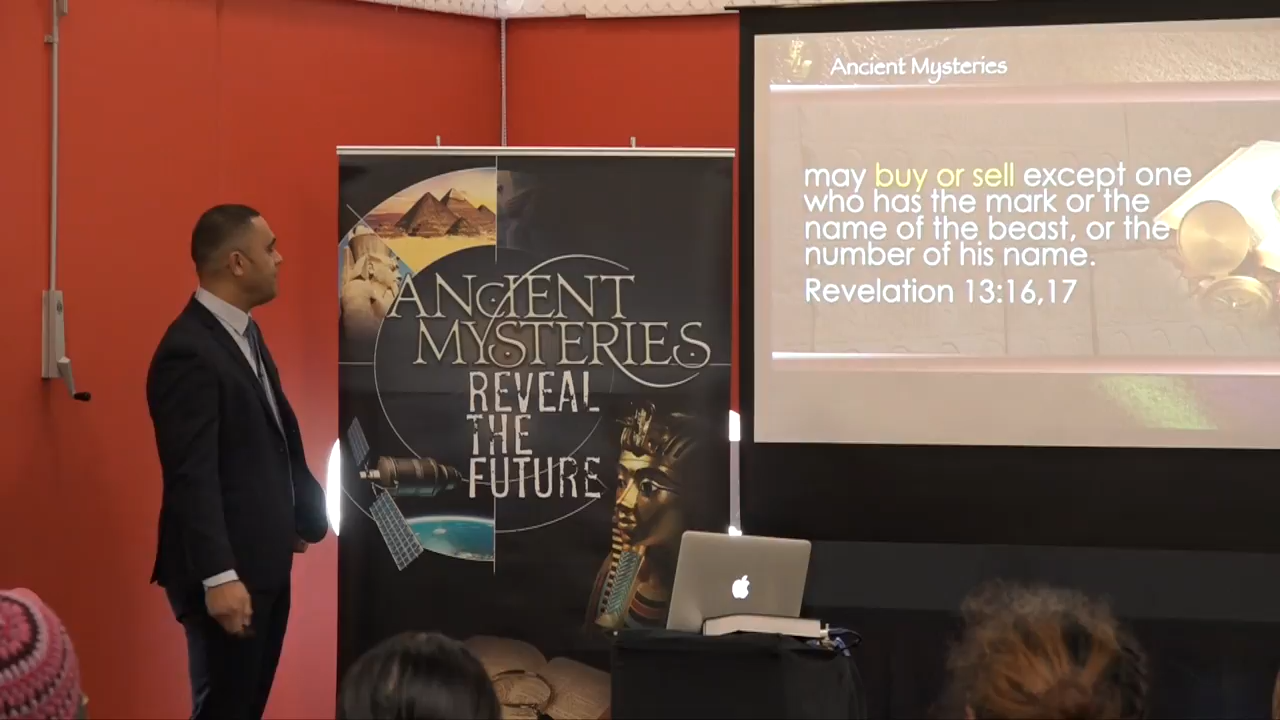 Ancient Mysteries
may buy or sell except one
who has the mark or the
name of the beast, or the
number of his name.
Revelation 13:16,17
ANCIENT
MYSTERIES
REVEAL
THE
FUTURE